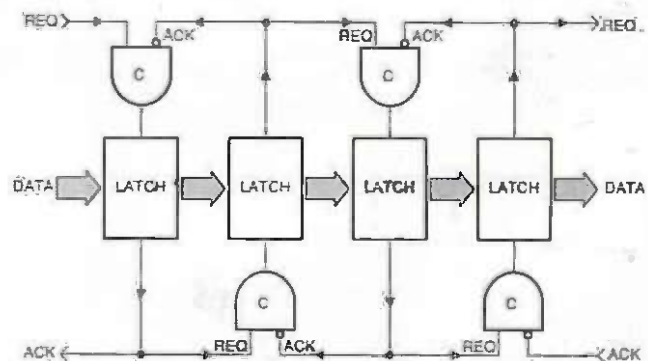 REQ ACK REQ ACK REQ
C C
DATA LATCH LATCH LATCH LATCH DATA
C C
ACK REQ ACK REQ ACK